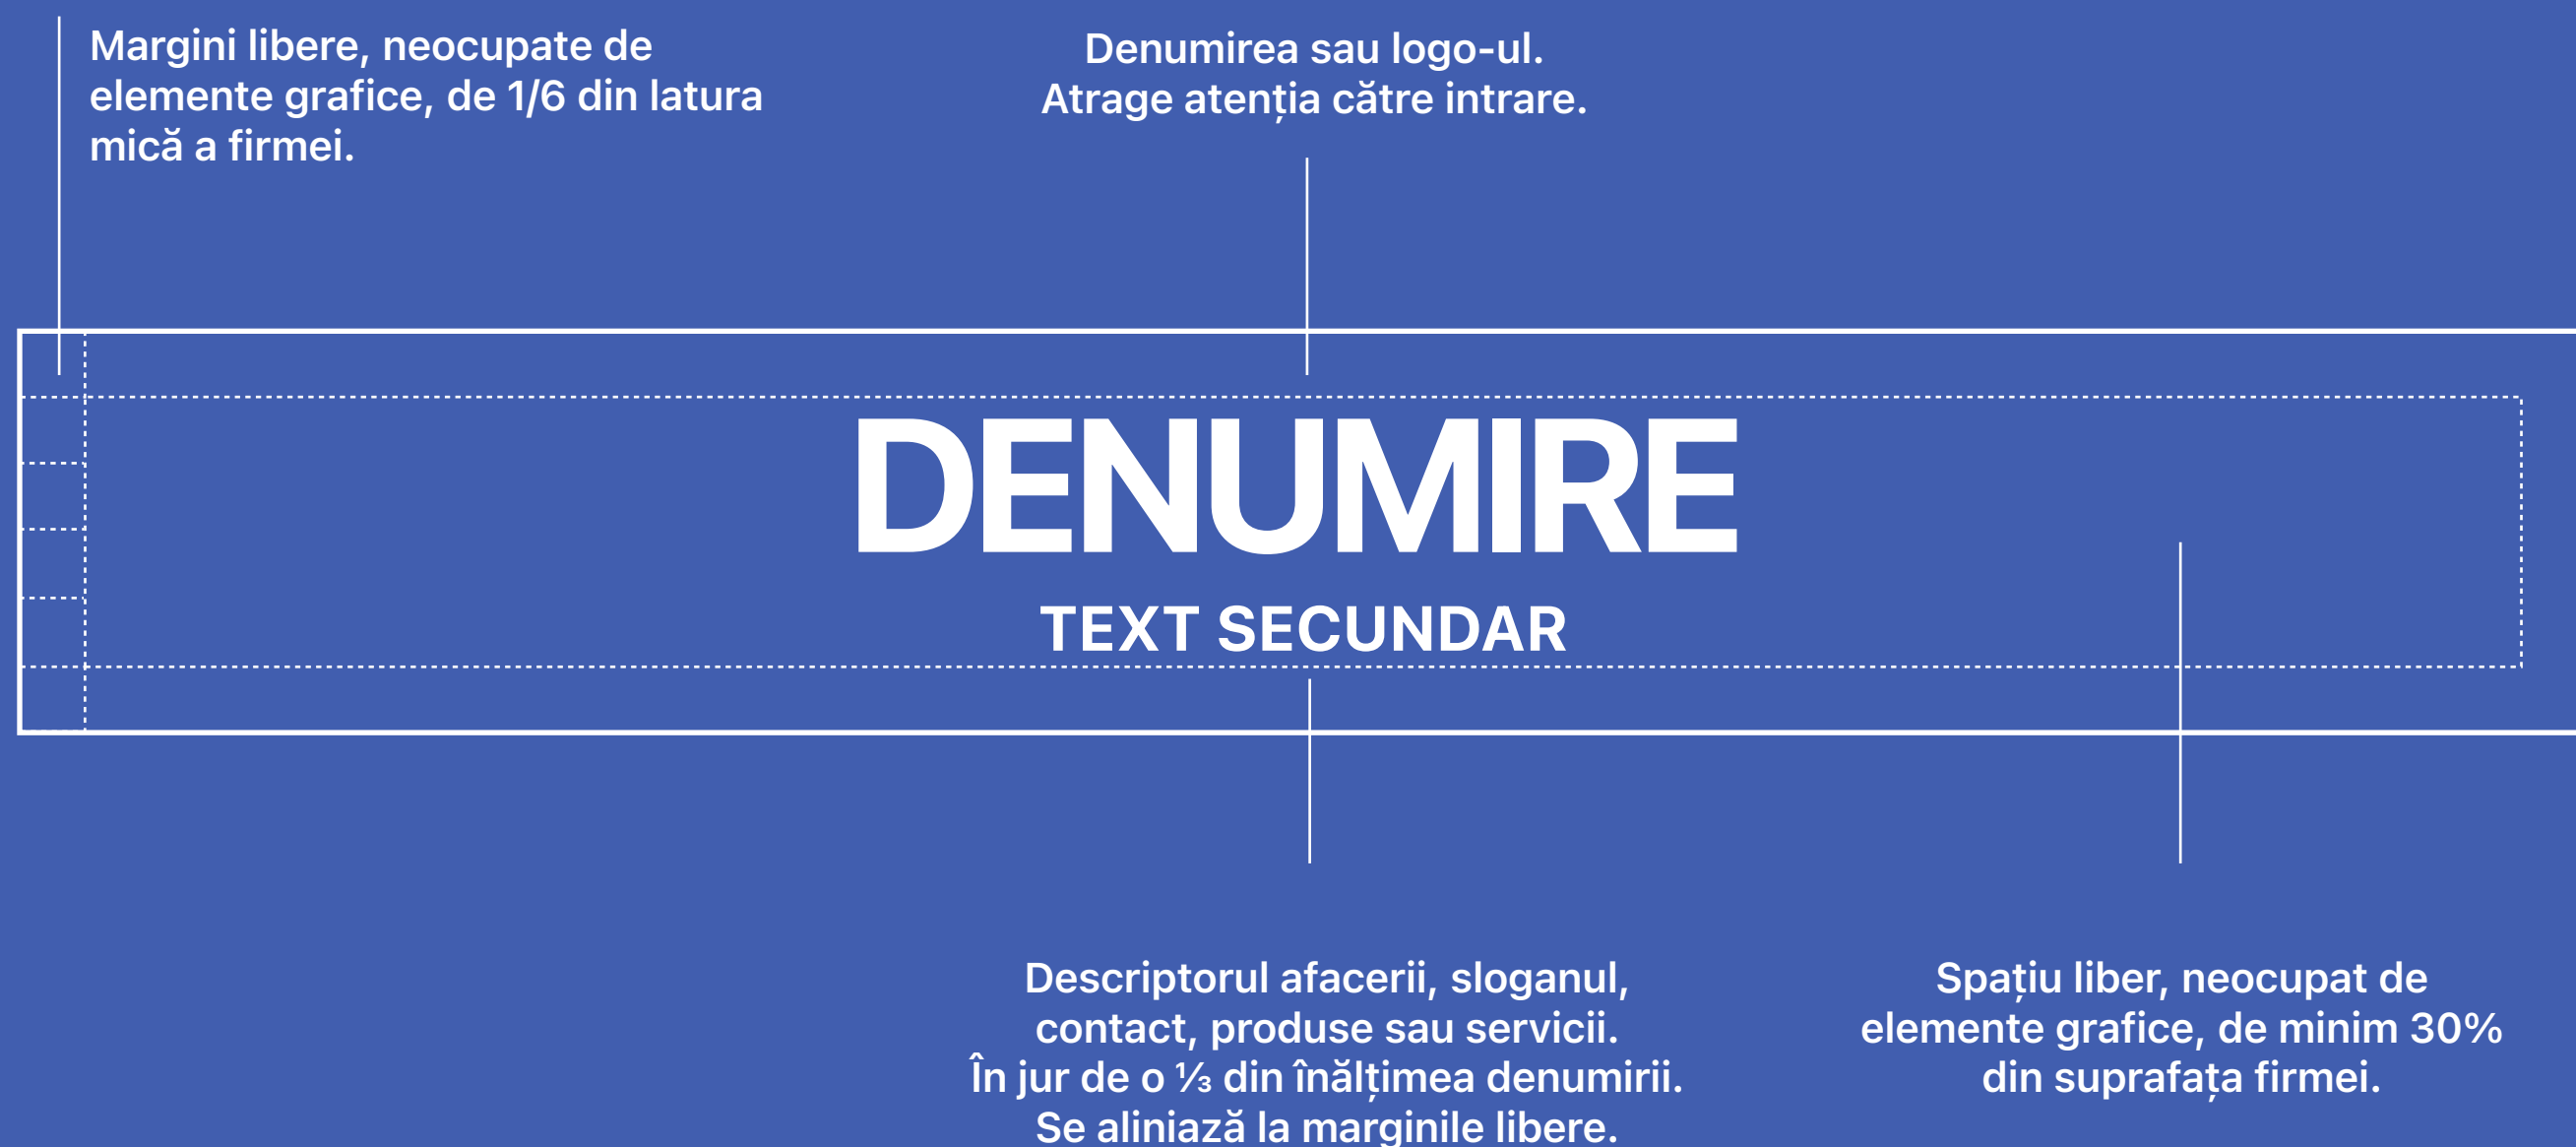 Margini libere, neocupate de
elemente grafice, de 1/6 din latura
mică a firmei.
Denumirea sau logo-ul.
Atrage atenția către intrare.
DENUMIRE
TEXT SECUNDAR
Descriptorul afacerii, sloganul,
contact, produse sau servicii.
În jur de o ⅓ din înălțimea denumirii.
Se aliniază la marginile libere.
Spațiu liber, neocupat de
elemente grafice, de minim 30%
din suprafața firmei.